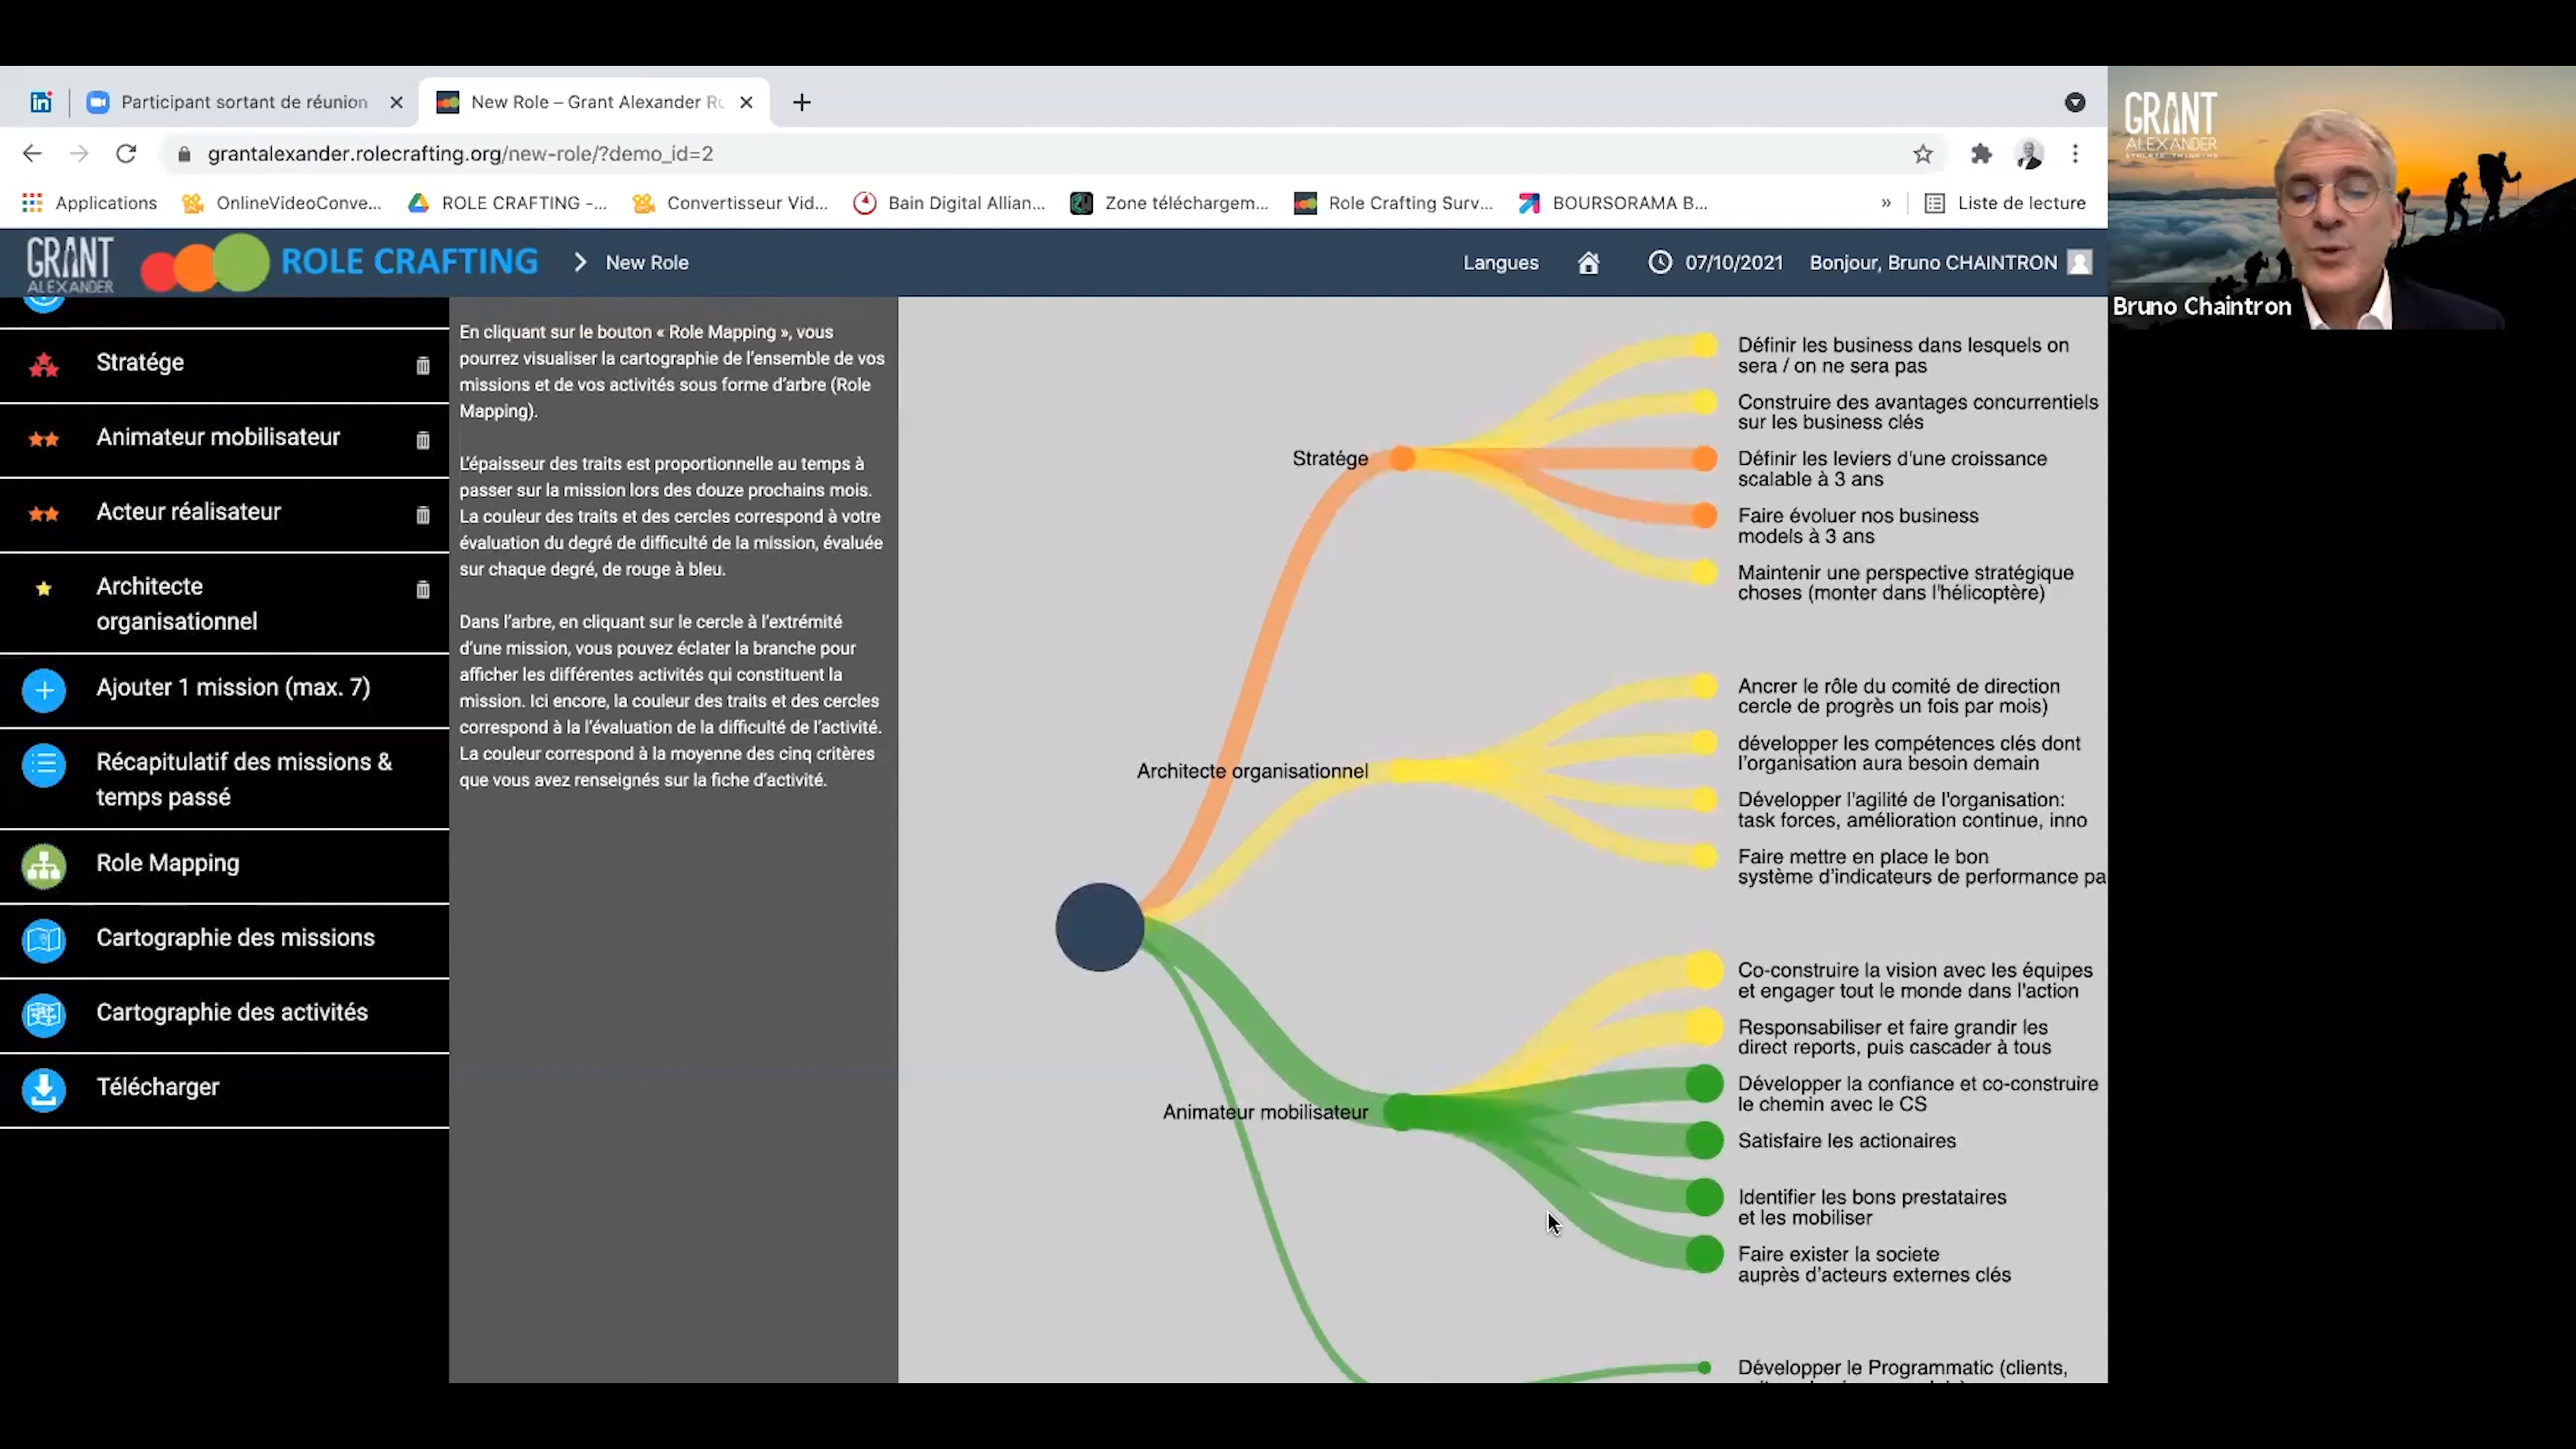 Participant sortant de réunion
New Role – Grant Alexander Ro
grantalexander.rolecrafting.org/new-role/?demo_id=2
Applications
OnlineVideoConve...
ROLE CRAFTING -...
Convertisseur Vid...
Bain Digital Allian...
Zone téléchargem...
Role Crafting Surv...
BOURSORAMA B...
»
Liste de lecture
GRANT
ALEXANDER
ROLE CRAFTING
New Role
Langues
07/10/2021
Bonjour, Bruno CHAINTRON
Stratége
Animateur mobilisateur
Acteur réalisateur
Architecte
organisationnel
Ajouter 1 mission (max. 7)
Récapitulatif des missions &
temps passé
Role Mapping
Cartographie des missions
Cartographie des activités
Télécharger
En cliquant sur le bouton « Role Mapping », vous
pourrez visualiser la cartographie de l'ensemble de vos
missions et de vos activités sous forme d'arbre (Role
Mapping).
L'épaisseur des traits est proportionnelle au temps à
passer sur la mission lors des douze prochains mois.
La couleur des traits et des cercles correspond à votre
évaluation du degré de difficulté de la mission, évaluée
sur chaque degré, de rouge à bleu.
Dans l'arbre, en cliquant sur le cercle à l'extrémité
d'une mission, vous pouvez éclater la branche pour
afficher les différentes activités qui constituent la
mission. Ici encore, la couleur des traits et des cercles
correspond à la l'évaluation de la difficulté de l'activité.
La couleur correspond à la moyenne des cinq critères
que vous avez renseignés sur la fiche d'activité.
Stratége
Définir les business dans lesquels on
sera / on ne sera pas
Construire des avantages concurrentiels
sur les business clés
Définir les leviers d'une croissance
scalable à 3 ans
Faire évoluer nos business
models à 3 ans
Maintenir une perspective stratégique
choses (monter dans l'hélicoptère)
Architecte organisationnel
Ancrer le rôle du comité de direction
cercle de progrès un fois par mois)
développer les compétences clés dont
l'organisation aura besoin demain
Développer l'agilité de l'organisation:
task forces, amélioration continue, inno
Faire mettre en place le bon
système d'indicateurs de performance pa
Animateur mobilisateur
Co-construire la vision avec les équipes
et engager tout le monde dans l'action
Responsabiliser et faire grandir les
direct reports, puis cascader à tous
Développer la confiance et co-construire
le chemin avec le CS
Satisfaire les actionaires
Identifier les bons prestataires
et les mobiliser
Faire exister la societe
auprès d'acteurs externes clés
Développer le Programmatic (clients,
GRANT
ALEXANDER
ATHLETE THINKING
Bruno Chaintron